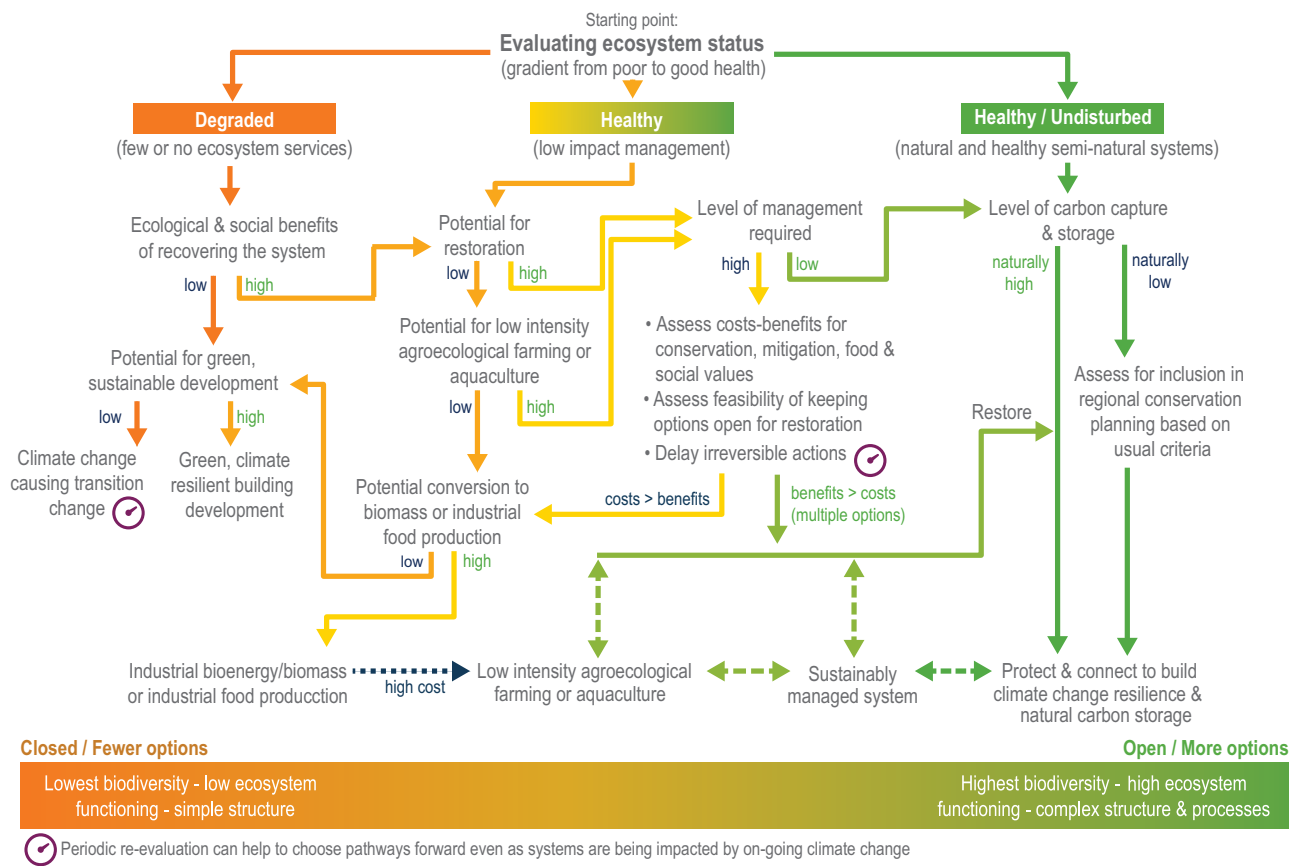 Starting point:
Evaluating ecosystem status
(gradient from poor to good health)
Degraded
(few or no ecosystem services)
Healthy
(low impact management)
Healthy / Undisturbed
(natural and healthy semi-natural systems)
Ecological & social benefits
of recovering the system
low
high
Potential for
restoration
low
high
Level of management
required
high
low
Level of carbon capture
& storage
naturally
high
naturally
low
Potential for green,
sustainable development
low
high
Potential for low intensity
agroecological farming or
aquaculture
low
high
• Assess costs-benefits for
conservation, mitigation, food &
social values
• Assess feasibility of keeping
options open for restoration
• Delay irreversible actions
Assess for inclusion in
regional conservation
planning based on
usual criteria
Restore
Climate change
causing transition
change
Green, climate
resilient building
development
Potential conversion to
biomass or industrial
food production
low
high
costs > benefits
benefits > costs
(multiple options)
Industrial bioenergy/biomass
or industrial food producction
high cost
Low intensity agroecological
farming or aquaculture
Sustainably
managed system
Protect & connect to build
climate change resilience &
natural carbon storage
Closed / Fewer options
Open / More options
Lowest biodiversity - low ecosystem
functioning - simple structure
Highest biodiversity - high ecosystem
functioning - complex structure & processes
Periodic re-evaluation can help to choose pathways forward even as systems are being impacted by on-going climate change